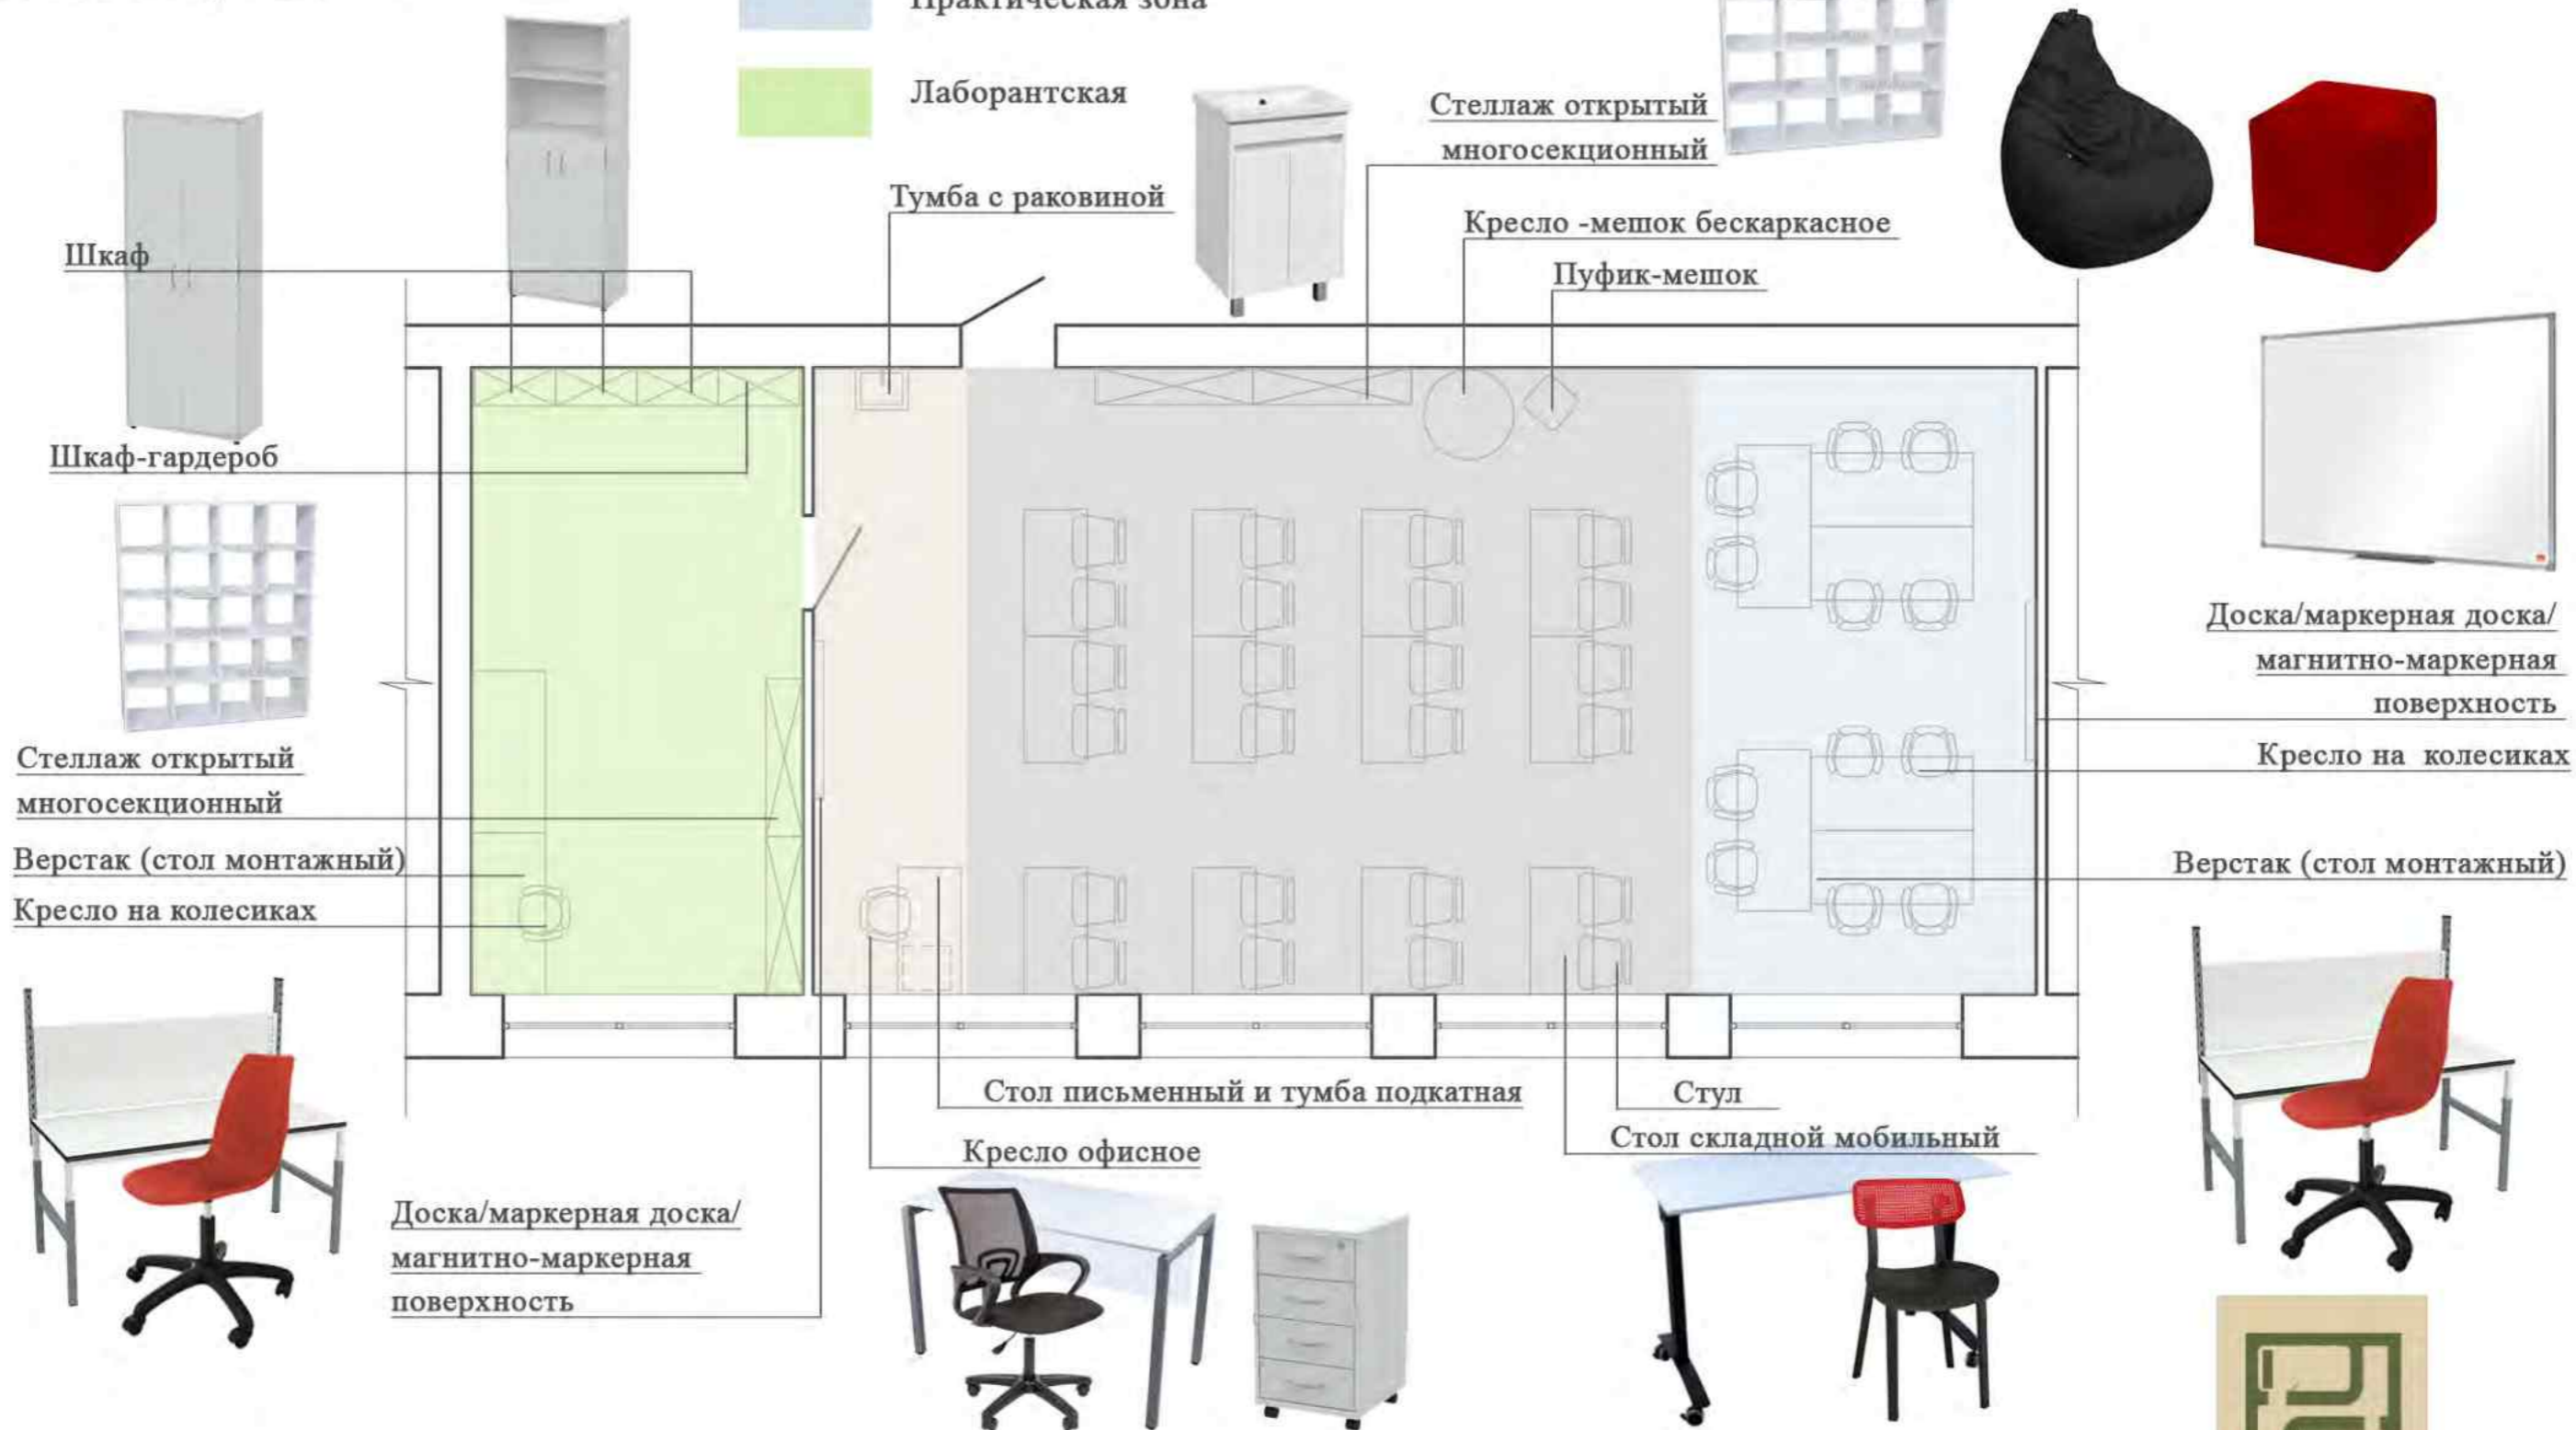 Практическая зона
Лаборантская
Стеллаж открытый
многосекционный
Тумба с раковиной
Кресло -мешок бескаркасное
Шкаф
Пуфик-мешок
Шкаф-гардероб
Доска/маркерная доска/
магнитно-маркерная
поверхность
Кресло на колесиках
Стеллаж открытый
многосекционный
Верстак (стол монтажный)
Кресло на колесиках
Верстак (стол монтажный)
Стол письменный и тумба подкатная
Стул
Кресло офисное
Стол складной мобильный
Доска/маркерная доска/
магнитно-маркерная
поверхность